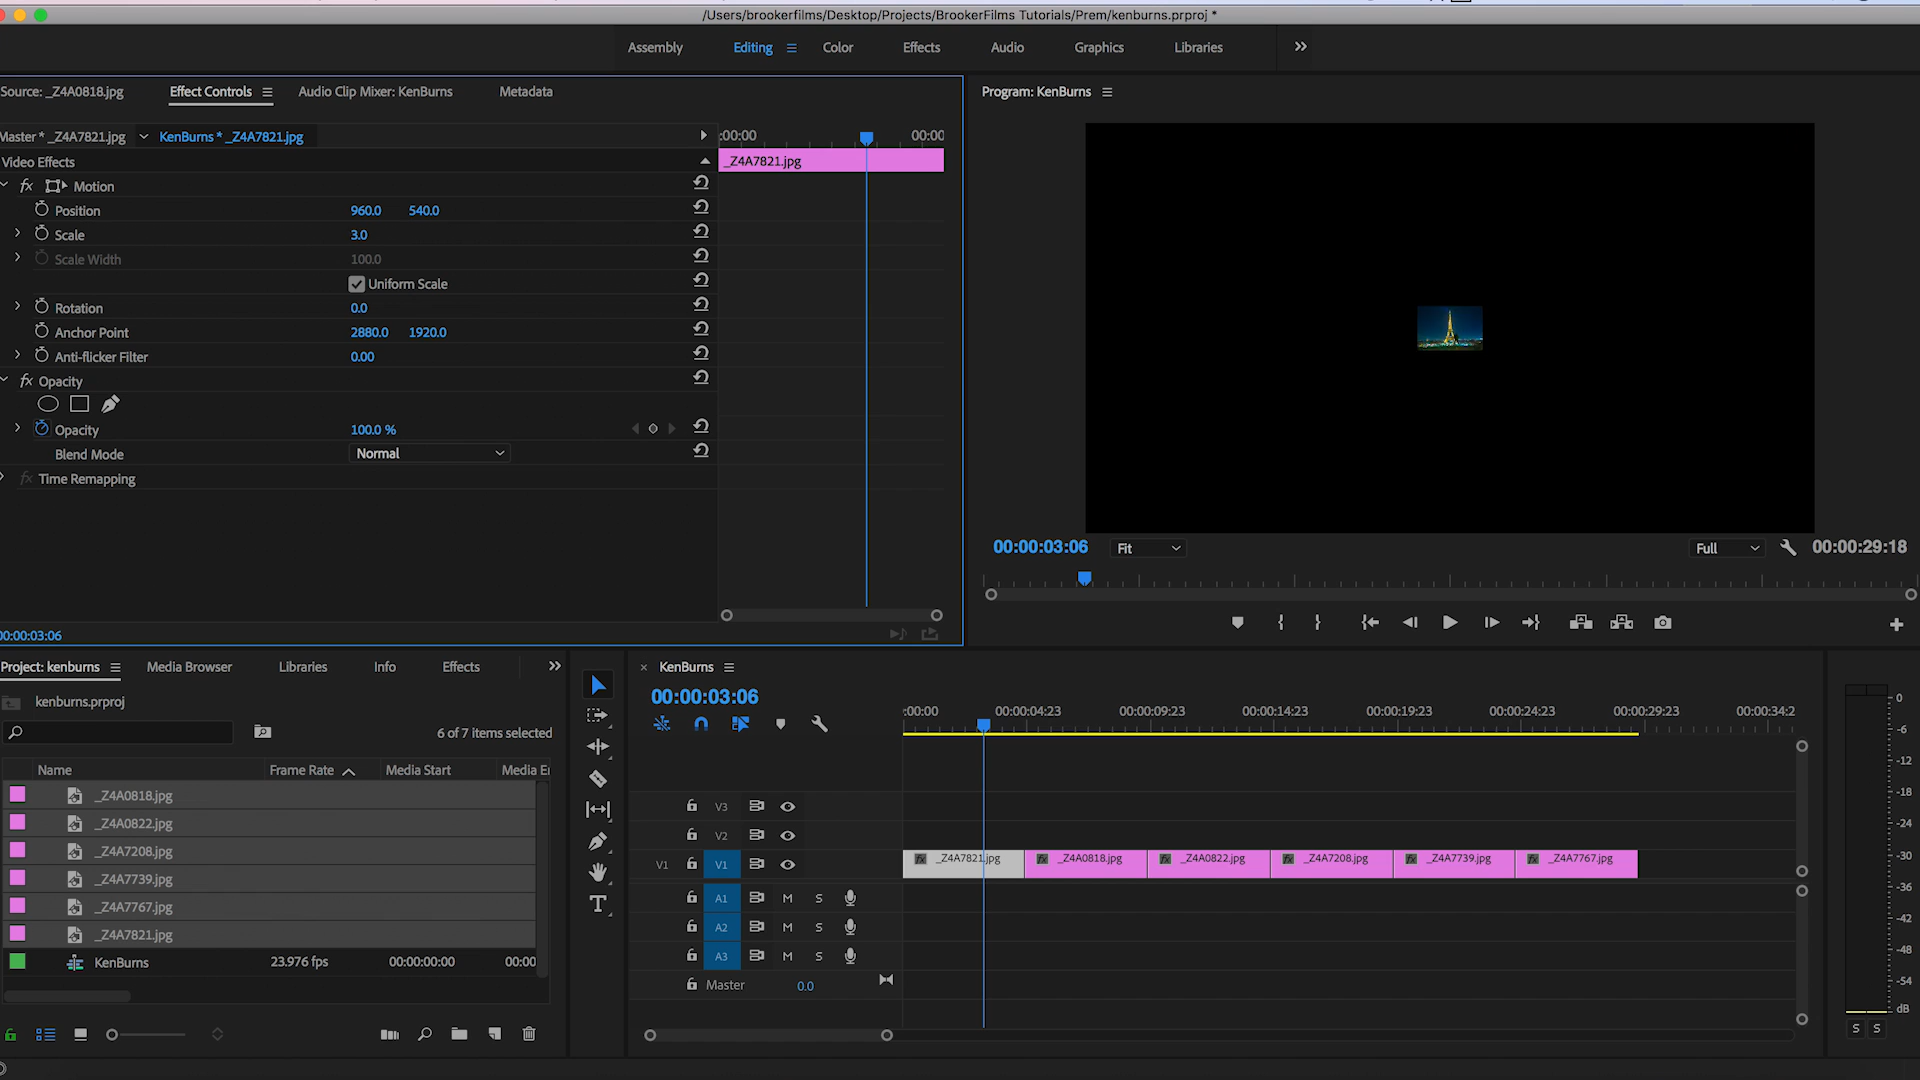 /Users/brookerfilms/Desktop/Projects/BrookerFilms Tutorials/Prem/kenburns.prproj *
Assembly Editing Color Effects Audio Graphics Libraries
Source: _Z4A0818.jpg Effect Controls Audio Clip Mixer: KenBurns Metadata
Program: KenBurns
Master * _Z4A7821.jpg KenBurns * _Z4A7821.jpg
:00:00 00:00
Video Effects
_Z4A7821.jpg
fx Motion
Position 960.0 540.0
Scale 3.0
Scale Width 100.0
Uniform Scale
Rotation 0.0
Anchor Point 2880.0 1920.0
Anti-flicker Filter 0.00
fx Opacity
Opacity 100.0 %
Blend Mode Normal
fx Time Remapping
00:00:03:06
00:00:03:06 Fit Full 00:00:29:18
Project: kenburns Media Browser Libraries Info Effects
kenburns.prproj
6 of 7 items selected
Name Frame Rate Media Start Media E
_Z4A0818.jpg
_Z4A0822.jpg
_Z4A7208.jpg
_Z4A7739.jpg
_Z4A7767.jpg
_Z4A7821.jpg
KenBurns 23.976 fps 00:00:00:00 00:00
KenBurns
00:00:03:06
:00:00 00:00:04:23 00:00:09:23 00:00:14:23 00:00:19:23 00:00:24:23 00:00:29:23 00:00:34:2
V3
V2
V1 V1
fx _Z4A7821.jpg fx _Z4A0818.jpg fx _Z4A0822.jpg fx _Z4A7208.jpg fx _Z4A7739.jpg fx _Z4A7767.jpg
A1 M S
A2 M S
A3 M S
Master 0.0
0
-6
-12
-18
-24
-30
-36
-42
-48
-54
dB
S S